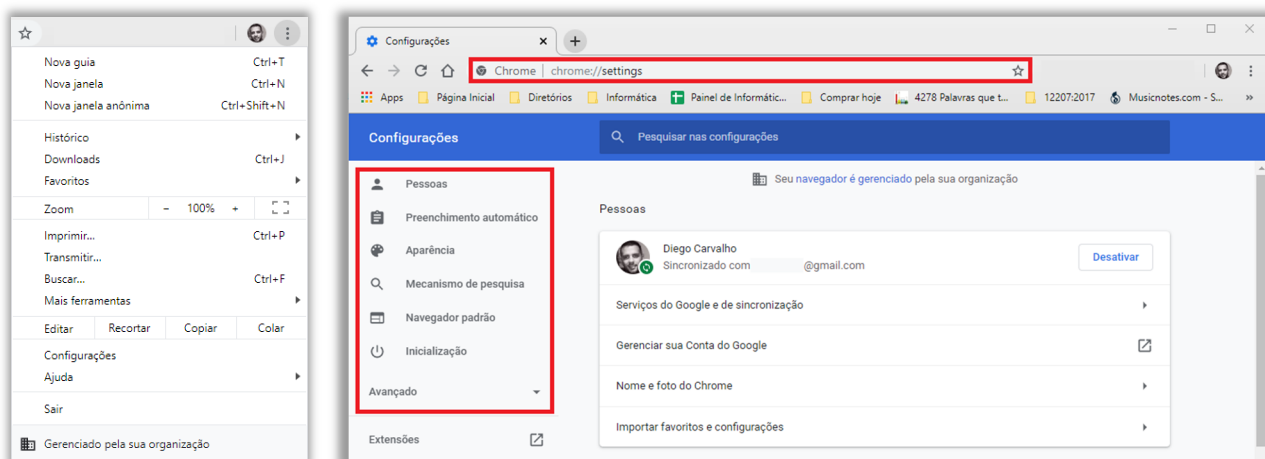 Nova guia Ctrl+T
Nova janela Ctrl+N
Nova janela anônima Ctrl+Shift+N
Histórico
Downloads Ctrl+J
Favoritos
Zoom - 100% +
Imprimir... Ctrl+P
Transmitir...
Buscar... Ctrl+F
Mais ferramentas
Editar Recortar Copiar Colar
Configurações
Ajuda
Sair
Gerenciado pela sua organização
Configurações
Chrome | chrome://settings
Apps Página Inicial Diretórios Informática Painel de Informátic... Comprar hoje 4278 Palavras que t... 12207:2017 Musicnotes.com - S... »
Configurações Pesquisar nas configurações
Pessoas
Preenchimento automático
Aparência
Mecanismo de pesquisa
Navegador padrão
Inicialização
Avançado
Extensões
Seu navegador é gerenciado pela sua organização
Pessoas
Diego Carvalho
Sincronizado com @gmail.com
Desativar
Serviços do Google e de sincronização
Gerenciar sua Conta do Google
Nome e foto do Chrome
Importar favoritos e configurações